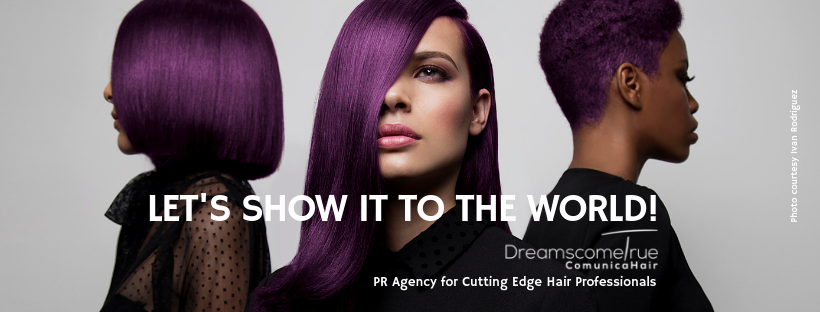 LET'S SHOW IT TO THE WORLD!
DreamscomeTrue
ComunicaHair
PR Agency for Cutting Edge Hair Professionals
Photo courtesy Ivan Rodriguez